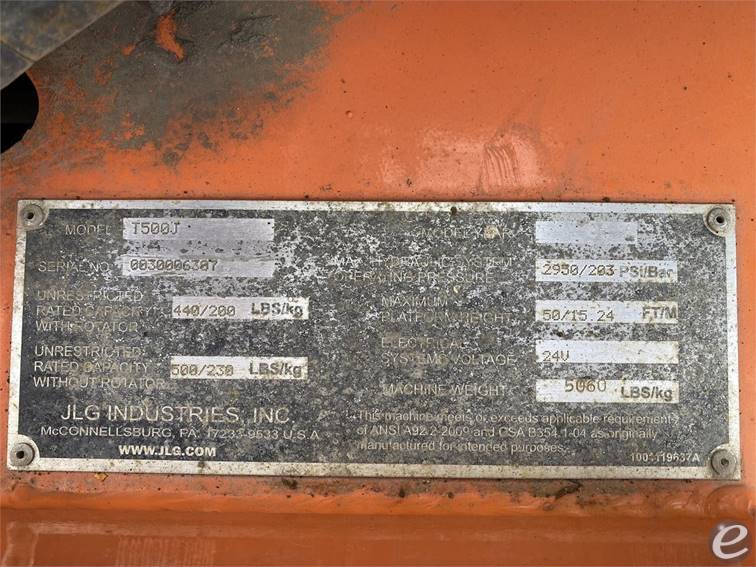 MODEL T500J
SERIAL NO. 0030006307
UNRESTRICTED
RATED CAPACITY 440/200 LBS/kg
WITH ROTATOR
UNRESTRICTED
RATED CAPACITY 500/230 LBS/kg
WITHOUT ROTATOR
JLG INDUSTRIES, INC.
McCONNELLSBURG, PA. 17233-9533 U.S.A.
WWW.JLG.COM
MODEL
MAX HYDRAULIC SYSTEM
OPERATING PRESSURE 2950/203 PSI/Bar
MAXIMUM
PLATFORM HEIGHT 50/15.24 FT/M
ELECTRICAL
SYSTEMS VOLTAGE 24V
MACHINE WEIGHT 5060 LBS/kg
This machine meets or exceeds applicable requirements
of ANSI A92.2-2009 and CSA B354.1-04 as originally
manufactured for intended purposes.
1001119637A
e